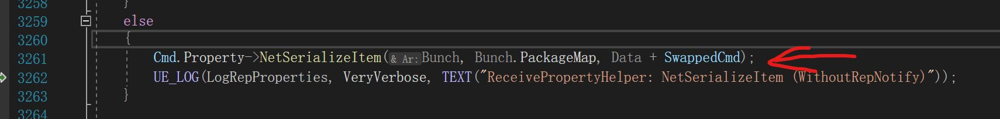 3258 }
3259 else
3260 {
3261 Cmd.Property->NetSerializeItem(& Ar:Bunch, Bunch.PackageMap, Data + SwappedCmd);
3262 UE_LOG(LogRepProperties, VeryVerbose, TEXT("ReceivePropertyHelper: NetSerializeItem (WithoutRepNotify)"));
3263 }
3264